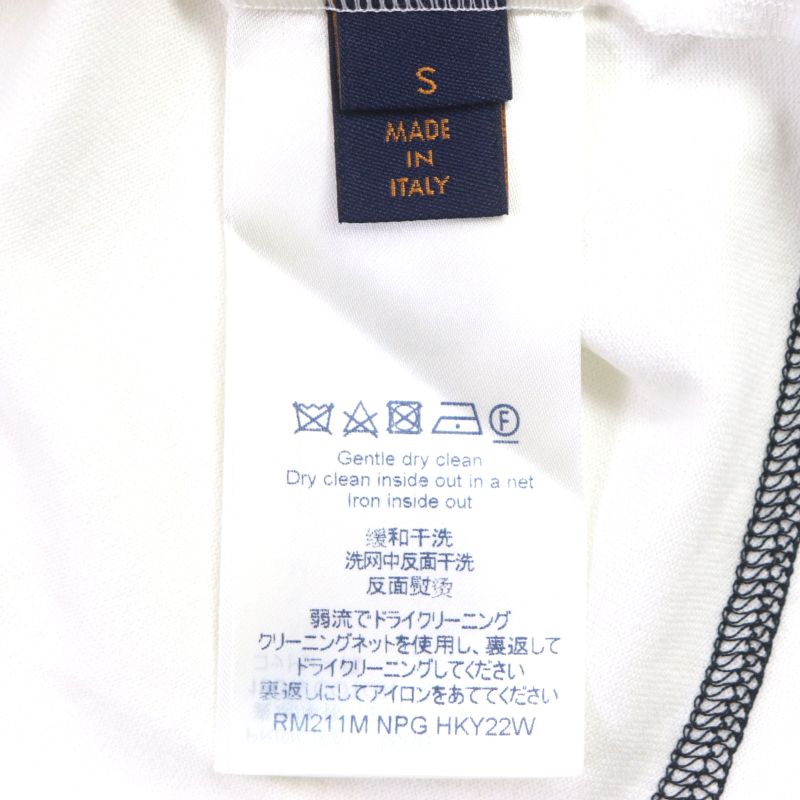 S
MADE
IN
ITALY
F
Gentle dry clean
Dry clean inside out in a net
Iron inside out
缓和干洗
洗网中反面干洗
反面熨烫
弱流でドライクリーニング
クリーニングネットを使用し、裏返して
ドライクリーニングしてください
裏返しにしてアイロンをあててください
RM211M NPG HKY22W